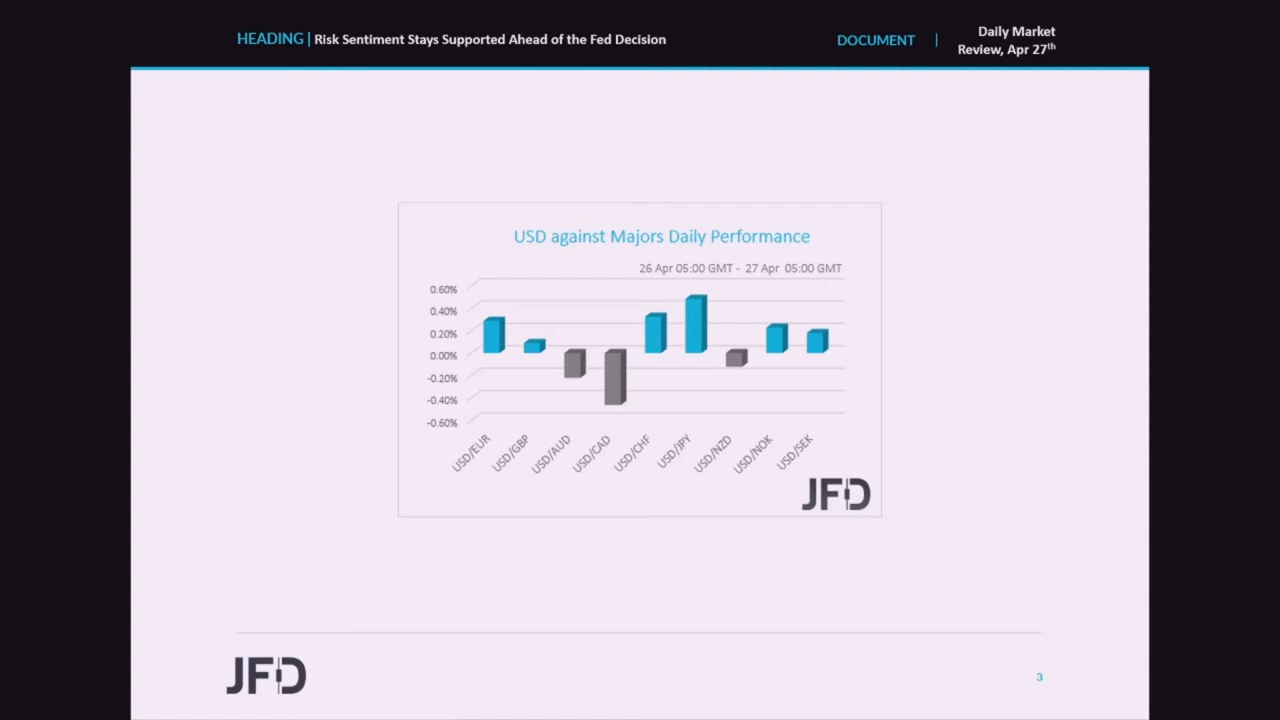 HEADING | Risk Sentiment Stays Supported Ahead of the Fed Decision
DOCUMENT | Daily Market
Review, Apr 27th
USD against Majors Daily Performance
26 Apr 05:00 GMT - 27 Apr 05:00 GMT
0.60%
0.40%
0.20%
0.00%
-0.20%
-0.40%
-0.60%
USD/EUR
USD/GBP
USD/AUD
USD/CAD
USD/CHF
USD/JPY
USD/NZD
USD/NOK
USD/SEK
JFD
JFD
3